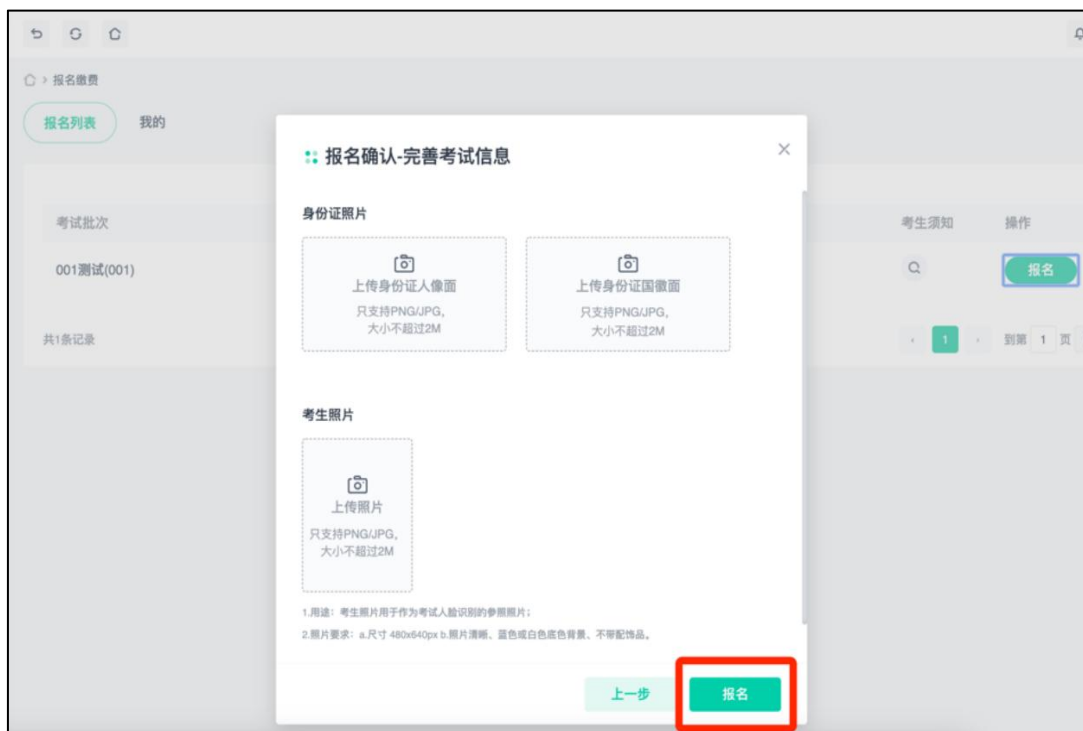 > 报名缴费
报名列表 我的
报名确认-完善考试信息
身份证照片
考试批次 考生须知 操作
001测试(001) 报名
上传身份证人像面 上传身份证国徽面
只支持PNG/JPG, 只支持PNG/JPG,
大小不超过2M 大小不超过2M
共1条记录 1 到第 1 页
考生照片
上传照片
只支持PNG/JPG,
大小不超过2M
1.用途：考生照片用于作为考试人脸识别的参照照片；
2.照片要求：a.尺寸 480x640px b.照片清晰、蓝色或白色底色背景、不带配饰品。
上一步 报名